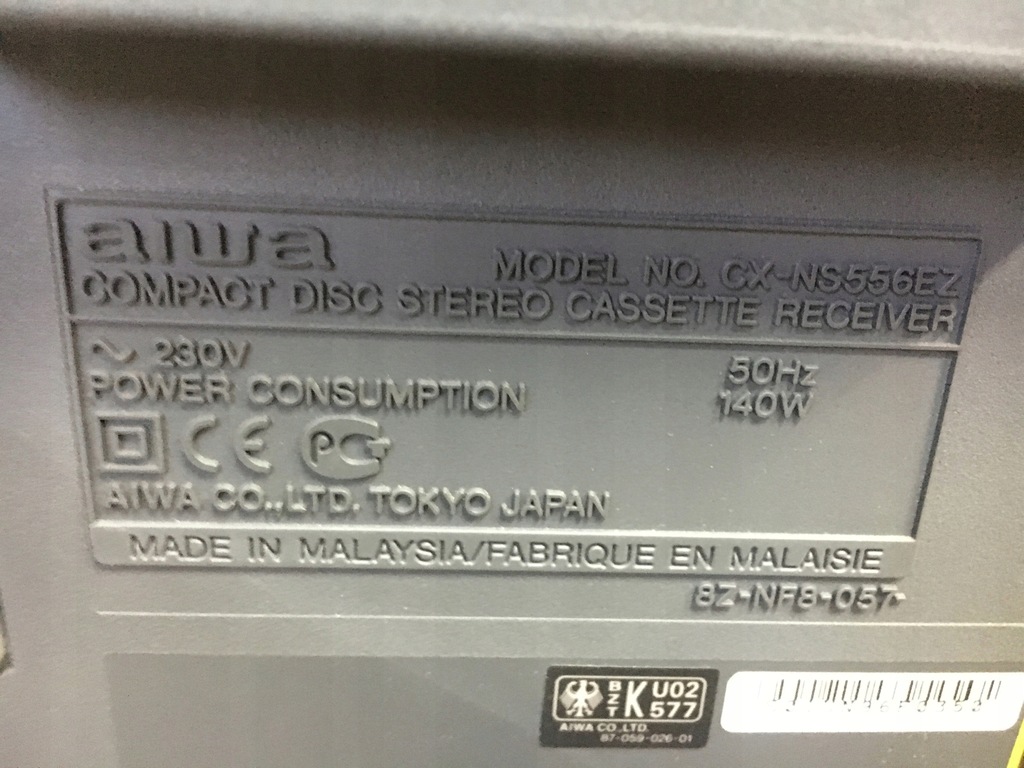 aiwa
MODEL NO. CX-NS556EZ
COMPACT DISC STEREO CASSETTE RECEIVER
~ 230V 50Hz
POWER CONSUMPTION 140W
CE PCT
AIWA CO.,LTD. TOKYO JAPAN
MADE IN MALAYSIA/FABRIQUE EN MALAISIE
8Z-NF8-057-
BZT K U02 577
AIWA CO.LTD.
87-059-026-01